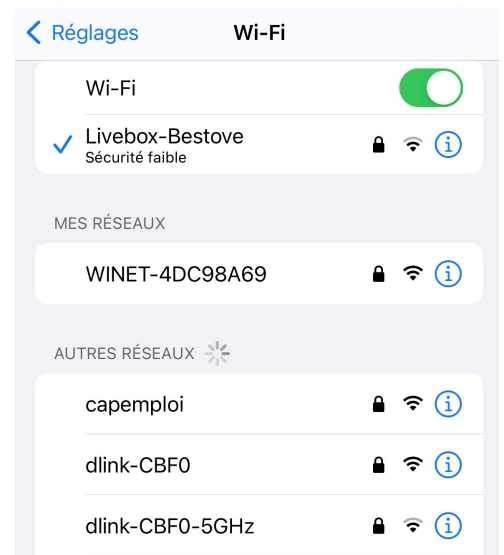 Réglages Wi-Fi
Wi-Fi
Livebox-Bestove
Sécurité faible
MES RÉSEAUX
WINET-4DC98A69
AUTRES RÉSEAUX
capemploi
dlink-CBF0
dlink-CBF0-5GHz